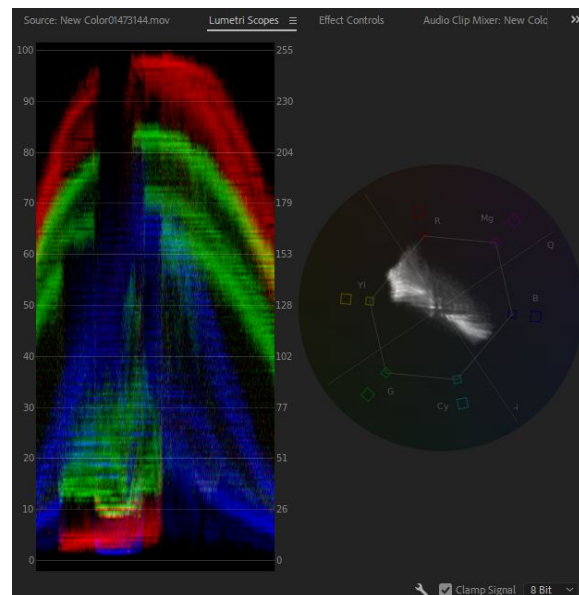 Source: New Color01473144.mov Lumetri Scopes ≡ Effect Controls Audio Clip Mixer: New Colo »
100 255
90 230
80 204
70 179
60 153
50 128
40 102
30 77
20 51
10 26
0 0
R Mg
Q
Yl B
G Cy -I
Clamp Signal 8 Bit